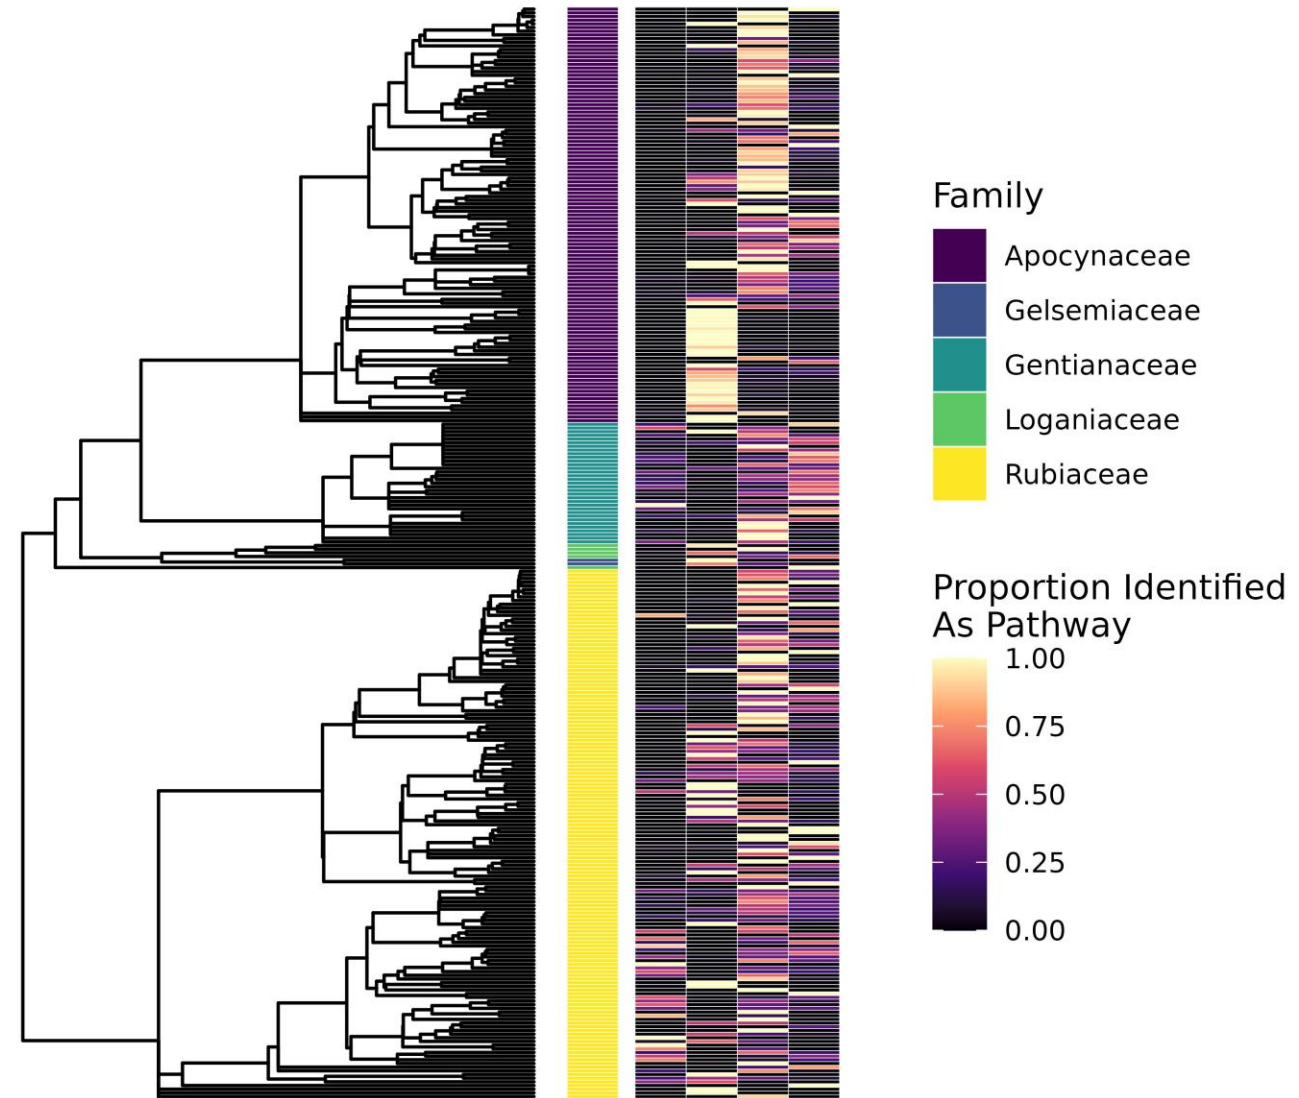 Family
Apocynaceae
Gelsemiaceae
Gentianaceae
Loganiaceae
Rubiaceae
Proportion Identified
As Pathway
1.00
0.75
0.50
0.25
0.00